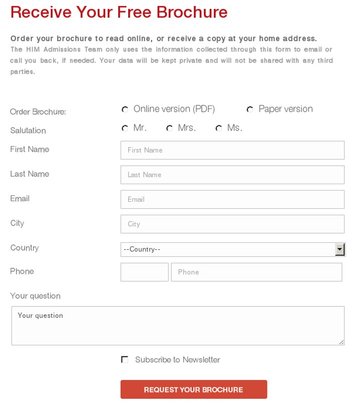 Receive Your Free Brochure
Order your brochure to read online, or receive a copy at your home address.
The HIM Admissions Team only uses the information collected through this form to email or
call you back, if needed. Your data will be kept private and will not be shared with any third
parties.
Order Brochure: Online version (PDF) Paper version
Salutation Mr. Mrs. Ms.
First Name First Name
Last Name Last Name
Email Email
City City
Country --Country--
Phone Phone
Your question
Your question
Subscribe to Newsletter
REQUEST YOUR BROCHURE